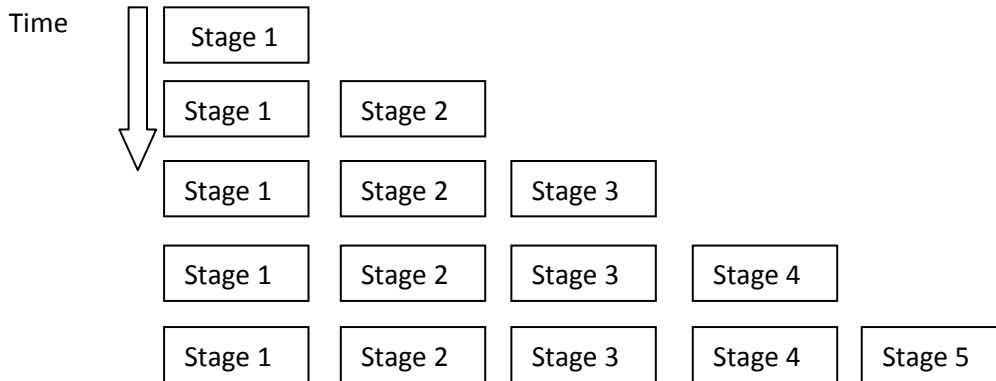 Time
Stage 1
Stage 1 Stage 2
Stage 1 Stage 2 Stage 3
Stage 1 Stage 2 Stage 3 Stage 4
Stage 1 Stage 2 Stage 3 Stage 4 Stage 5